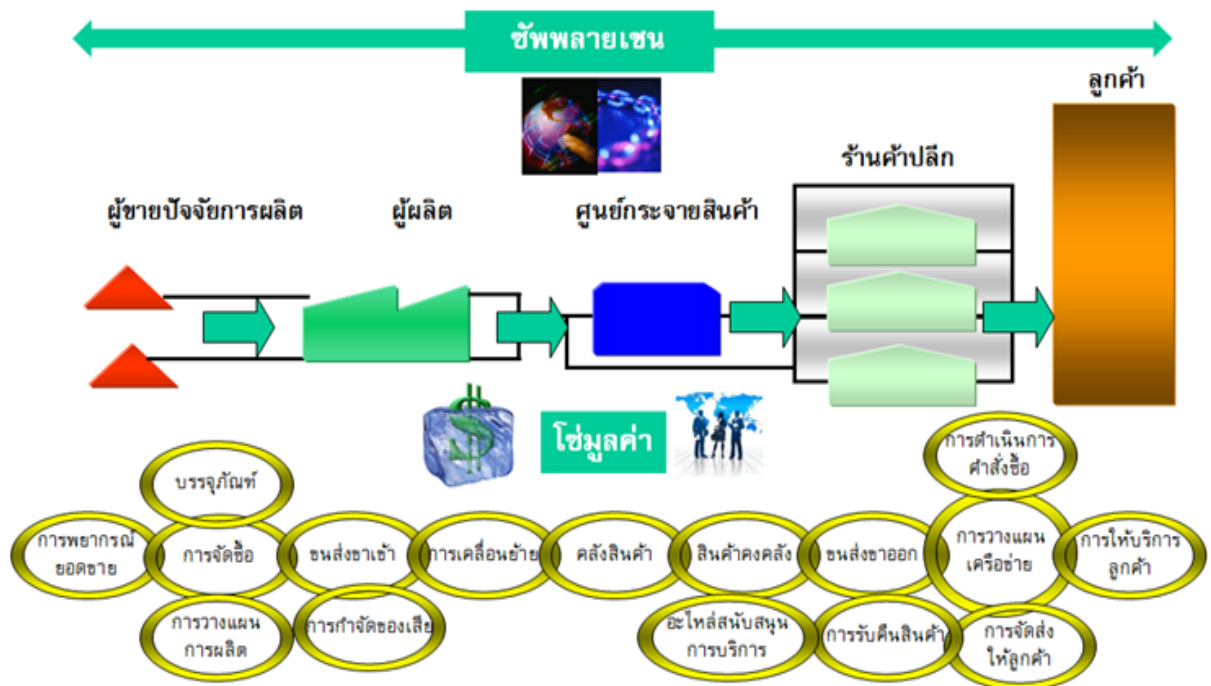 ซัพพลายเชน
ลูกค้า
ร้านค้าปลีก
ผู้ขายปัจจัยการผลิต
ผู้ผลิต
ศูนย์กระจายสินค้า
โซ่มูลค่า
การดำเนินการ
คำสั่งซื้อ
บรรจุภัณฑ์
การพยากรณ์
ยอดขาย
การจัดซื้อ
ขนส่งขาเข้า
การเคลื่อนย้าย
คลังสินค้า
สินค้าคงคลัง
ขนส่งขาออก
การวางแผน
เครือข่าย
การให้บริการ
ลูกค้า
การวางแผน
การผลิต
การกำจัดของเสีย
อะไหล่สนับสนุน
การบริการ
การรับคืนสินค้า
การจัดส่ง
ให้ลูกค้า